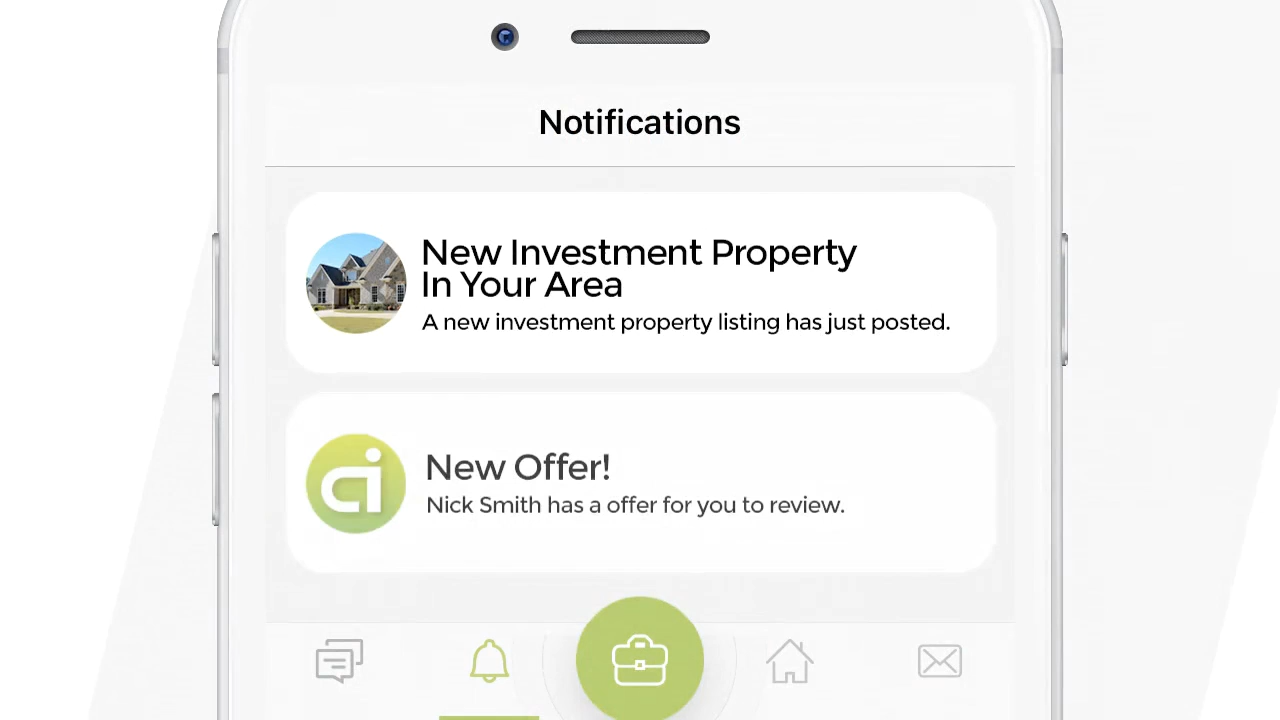 Notifications
New Investment Property
In Your Area
A new investment property listing has just posted.
ai
New Offer!
Nick Smith has a offer for you to review.